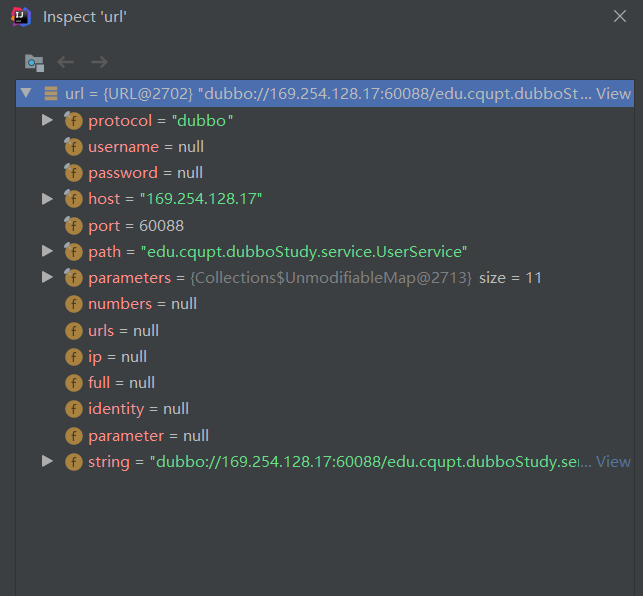 Inspect 'url'
url = {URL@2702} "dubbo://169.254.128.17:60088/edu.cqupt.dubboSt... View
protocol = "dubbo"
username = null
password = null
host = "169.254.128.17"
port = 60088
path = "edu.cqupt.dubboStudy.service.UserService"
parameters = {Collections$UnmodifiableMap@2713} size = 11
numbers = null
urls = null
ip = null
full = null
identity = null
parameter = null
string = "dubbo://169.254.128.17:60088/edu.cqupt.dubboStudy.se... View